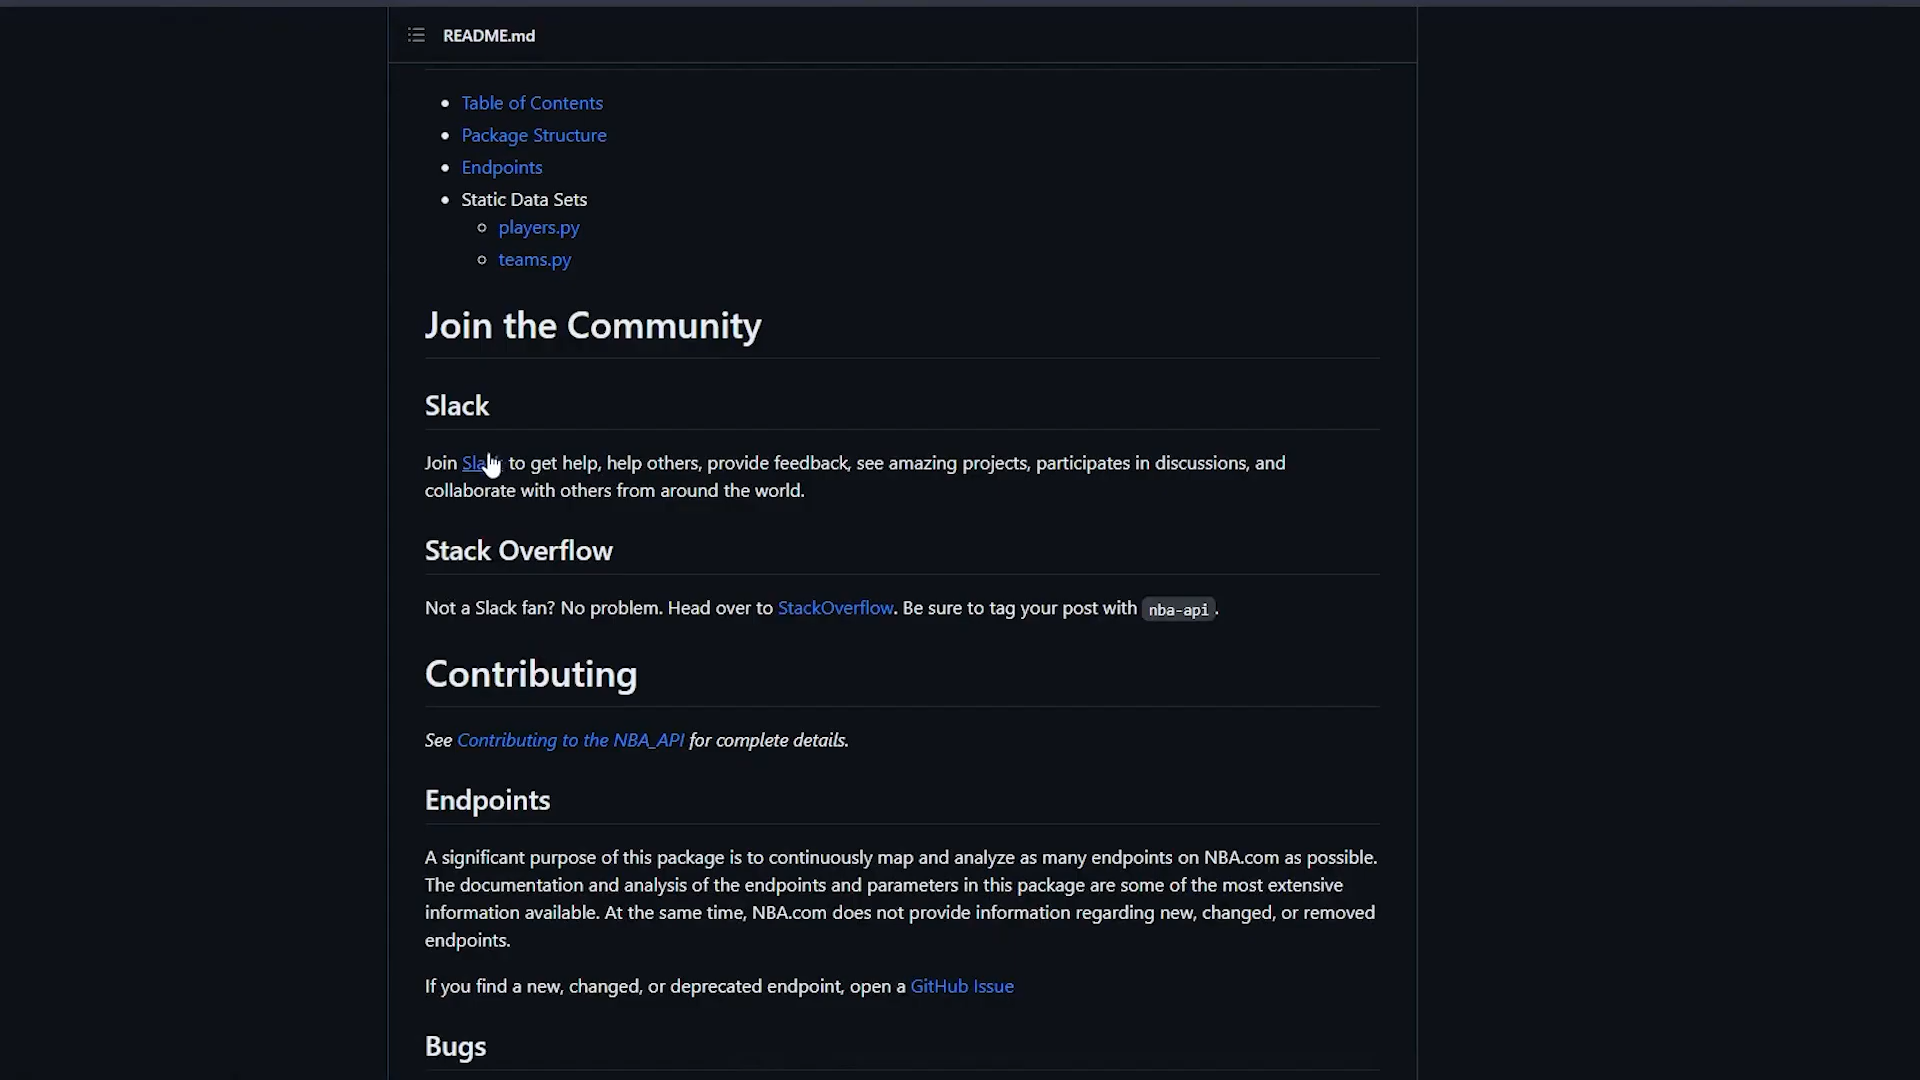 README.md
Table of Contents
Package Structure
Endpoints
Static Data Sets
players.py
teams.py
Join the Community
Slack
Join Slack to get help, help others, provide feedback, see amazing projects, participates in discussions, and
collaborate with others from around the world.
Stack Overflow
Not a Slack fan? No problem. Head over to StackOverflow. Be sure to tag your post with nba-api.
Contributing
See Contributing to the NBA_API for complete details.
Endpoints
A significant purpose of this package is to continuously map and analyze as many endpoints on NBA.com as possible.
The documentation and analysis of the endpoints and parameters in this package are some of the most extensive
information available. At the same time, NBA.com does not provide information regarding new, changed, or removed
endpoints.
If you find a new, changed, or deprecated endpoint, open a GitHub Issue
Bugs